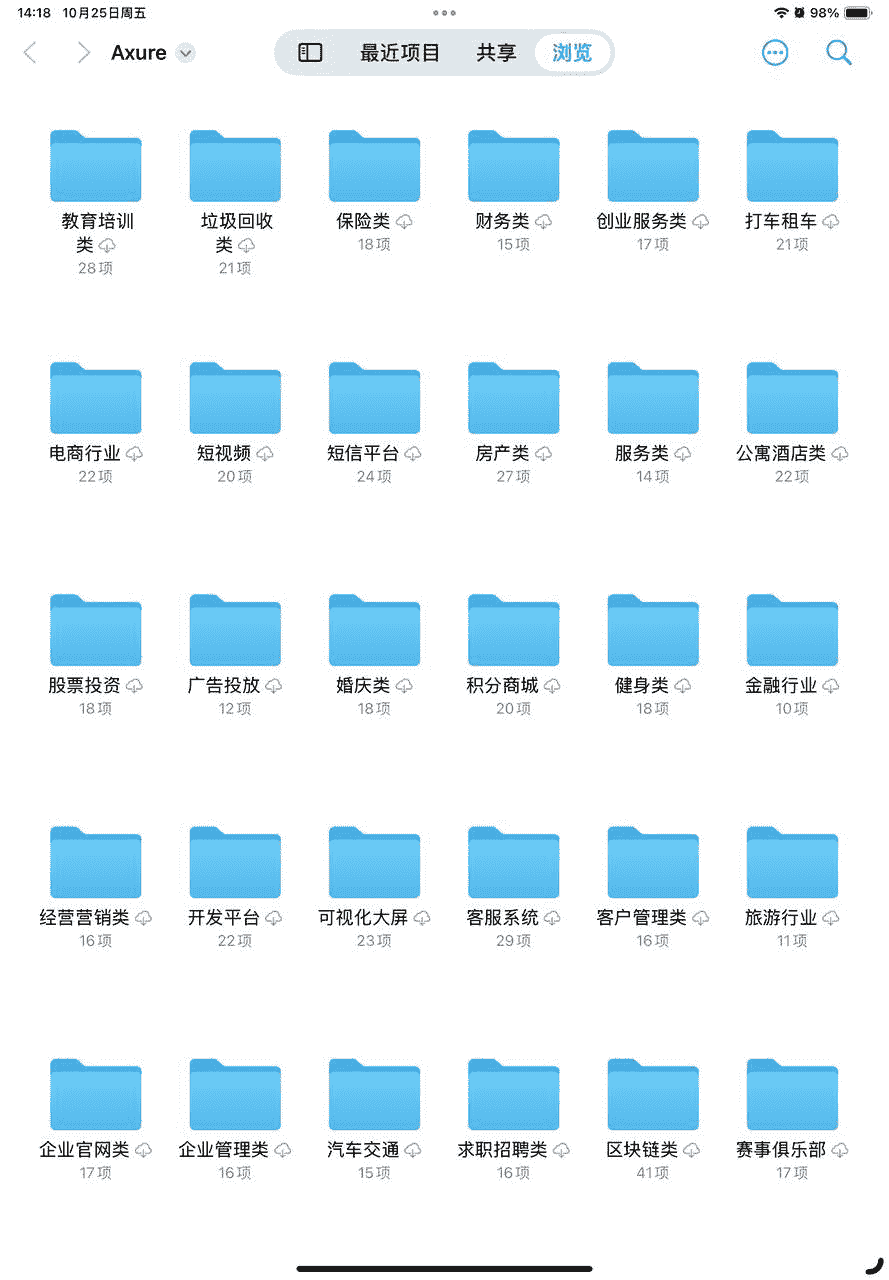 14:18 10月25日周五
98%
Axure
最近项目 共享 浏览
教育培训类
28项
垃圾回收类
21项
保险类
18项
财务类
15项
创业服务类
17项
打车租车
21项
电商行业
22项
短视频
20项
短信平台
24项
房产类
27项
服务类
14项
公寓酒店类
22项
股票投资
18项
广告投放
12项
婚庆类
18项
积分商城
20项
健身类
18项
金融行业
10项
经营营销类
16项
开发平台
22项
可视化大屏
23项
客服系统
29项
客户管理类
16项
旅游行业
11项
企业官网类
17项
企业管理类
16项
汽车交通
15项
求职招聘类
16项
区块链类
41项
赛事俱乐部
17项